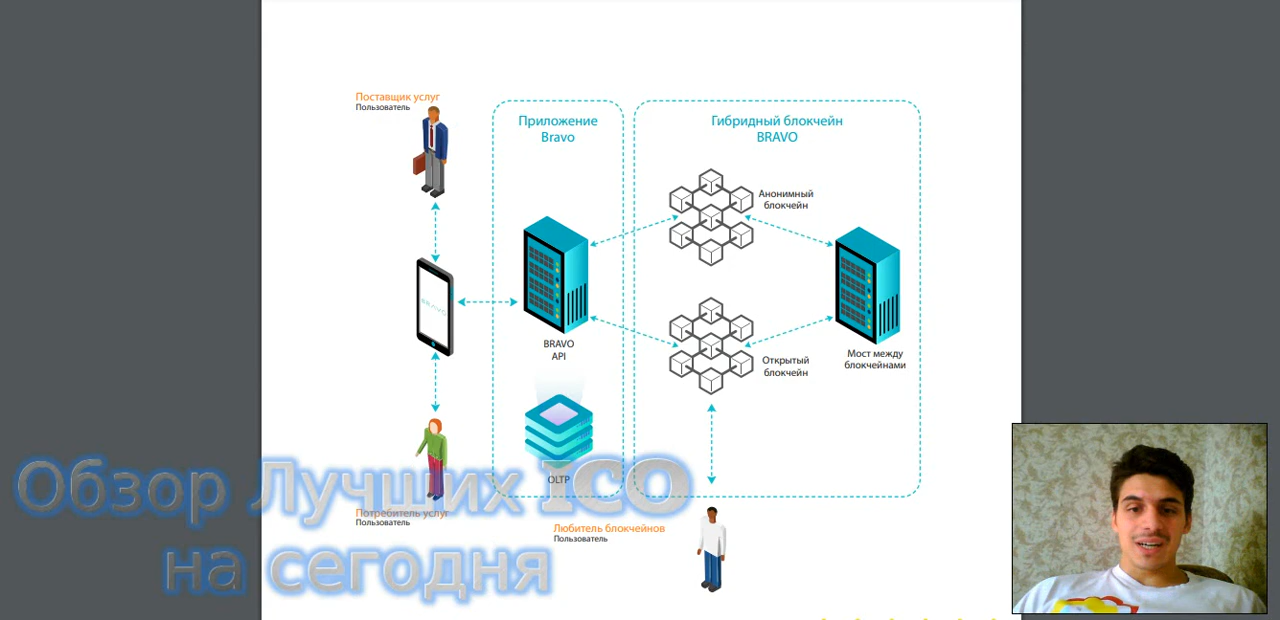 Поставщик услуг
Пользователь
Приложение
Bravo
Гибридный блокчейн
BRAVO
Анонимный
блокчейн
BRAVO
BRAVO
API
Открытый
блокчейн
Мост между
блокчейнами
OLTP
Потребитель услуг
Пользователь
Любитель блокчейнов
Пользователь
Обзор Лучших ICO
на сегодня